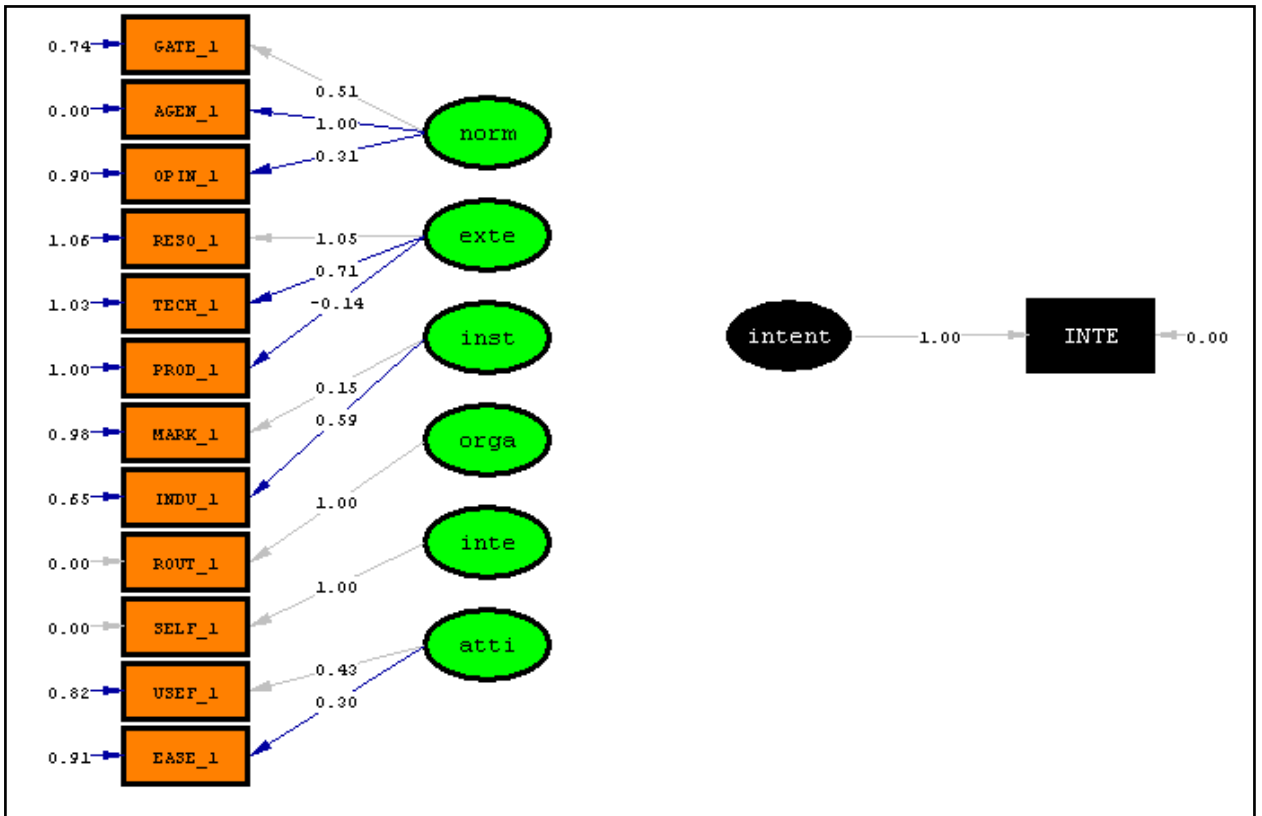 0.74 GATE_1
0.51
0.00 AGEN_1 1.00 norm
0.90 OPIN_1 0.31
1.06 RESO_1 1.05 exte
0.71
1.03 TECH_1 -0.14
inst intent 1.00 INTE 0.00
1.00 PROD_1
0.15
0.98 MARK_1 0.59 orga
0.65 INDU_1 1.00
0.00 ROUT_1 inte
1.00
0.00 SELF_1 atti
0.43
0.82 USEF_1 0.30
0.91 EASE_1